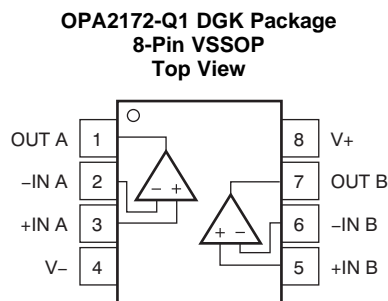 OPA2172-Q1 DGK Package
8-Pin VSSOP
Top View
OUT A 1 8 V+
−IN A 2 7 OUT B
− +
+IN A 3 6 −IN B
+ −
V− 4 5 +IN B